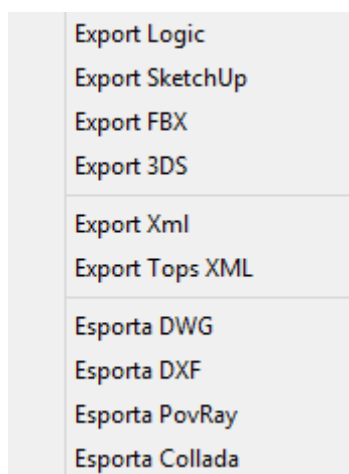 Export Logic
Export SketchUp
Export FBX
Export 3DS
Export Xml
Export Tops XML
Esporta DWG
Esporta DXF
Esporta PovRay
Esporta Collada